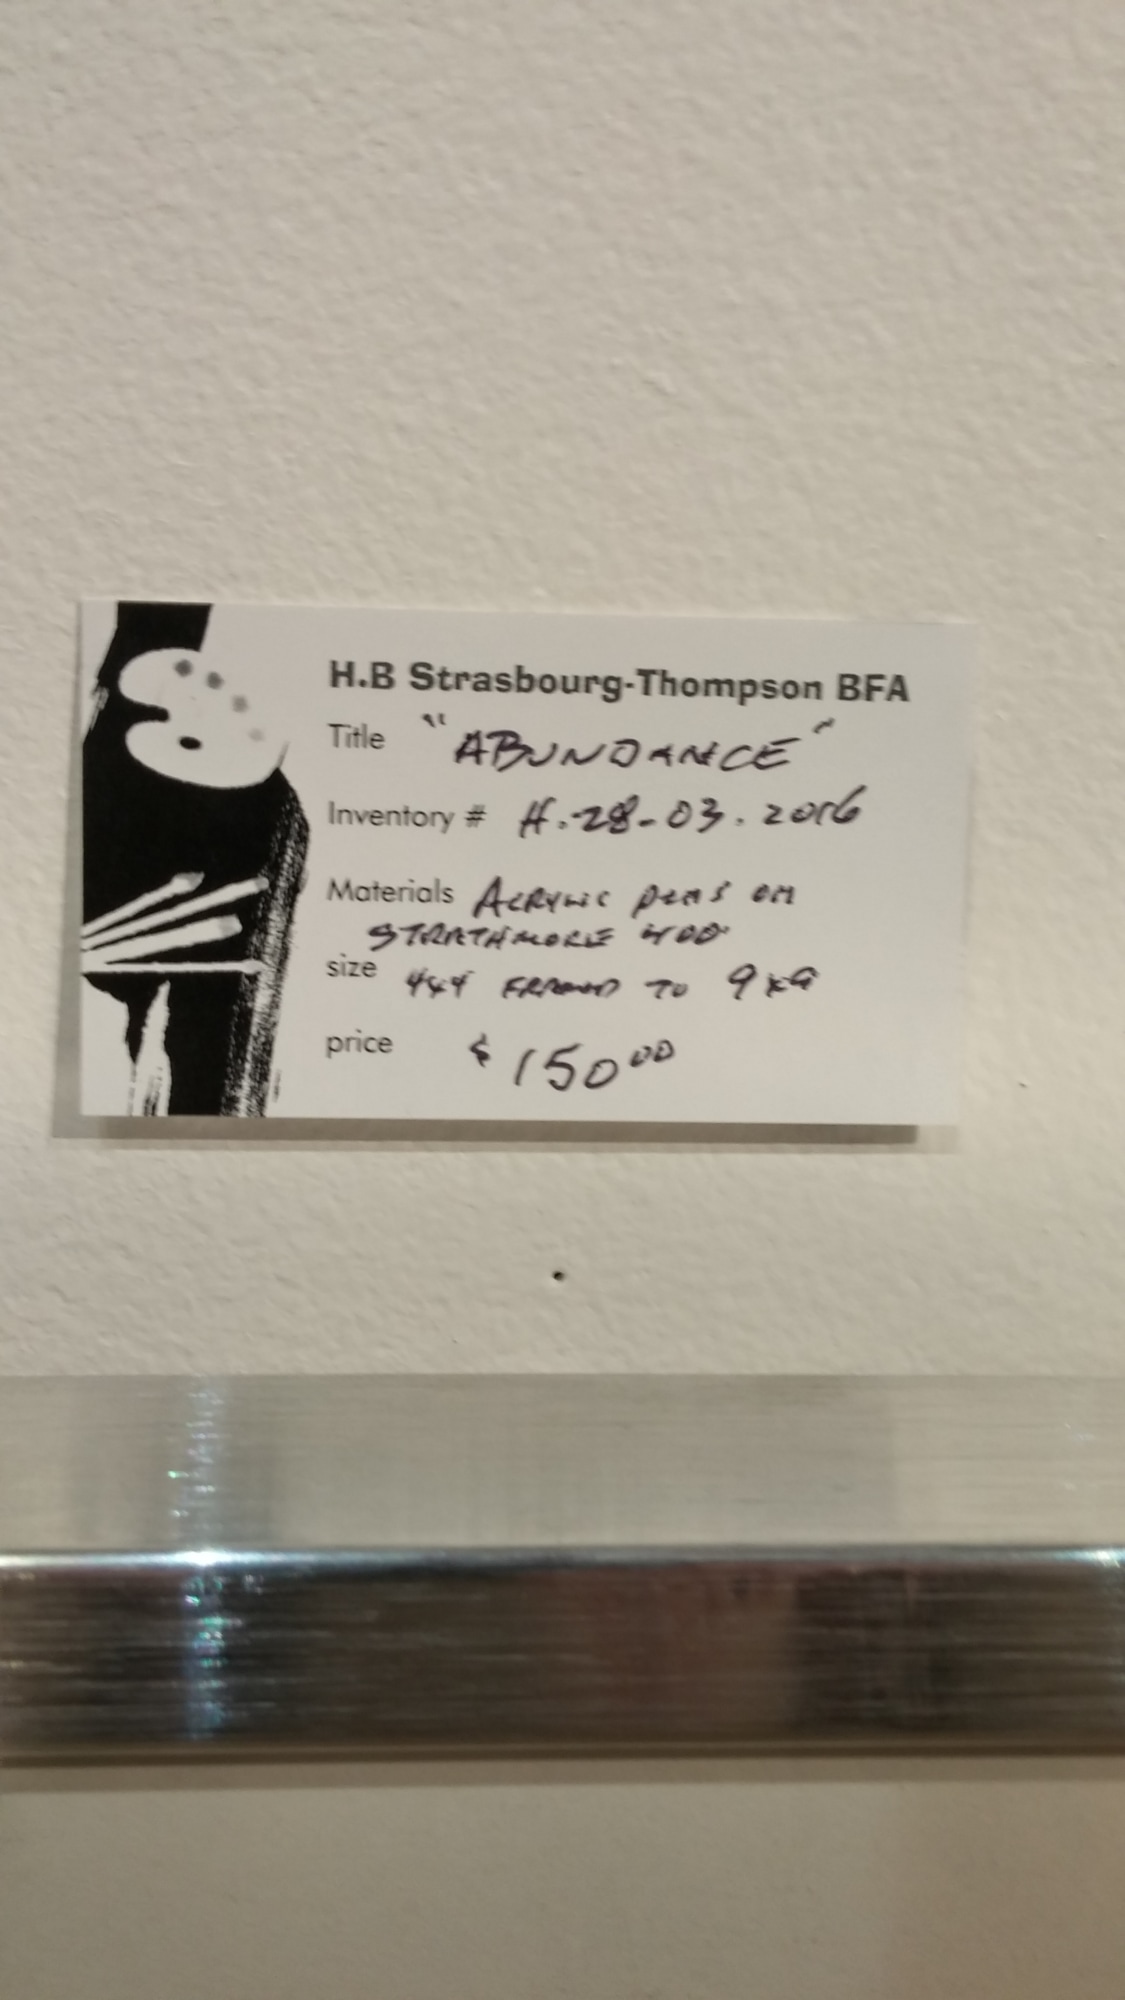 H.B Strasbourg-Thompson BFA
Title "ABUNDANCE"
Inventory # H.-28-03.2016
Materials Acrylic pens on
STRATHMORE 400
size 4x4 FRAMED TO 9x9
price $ 150 00